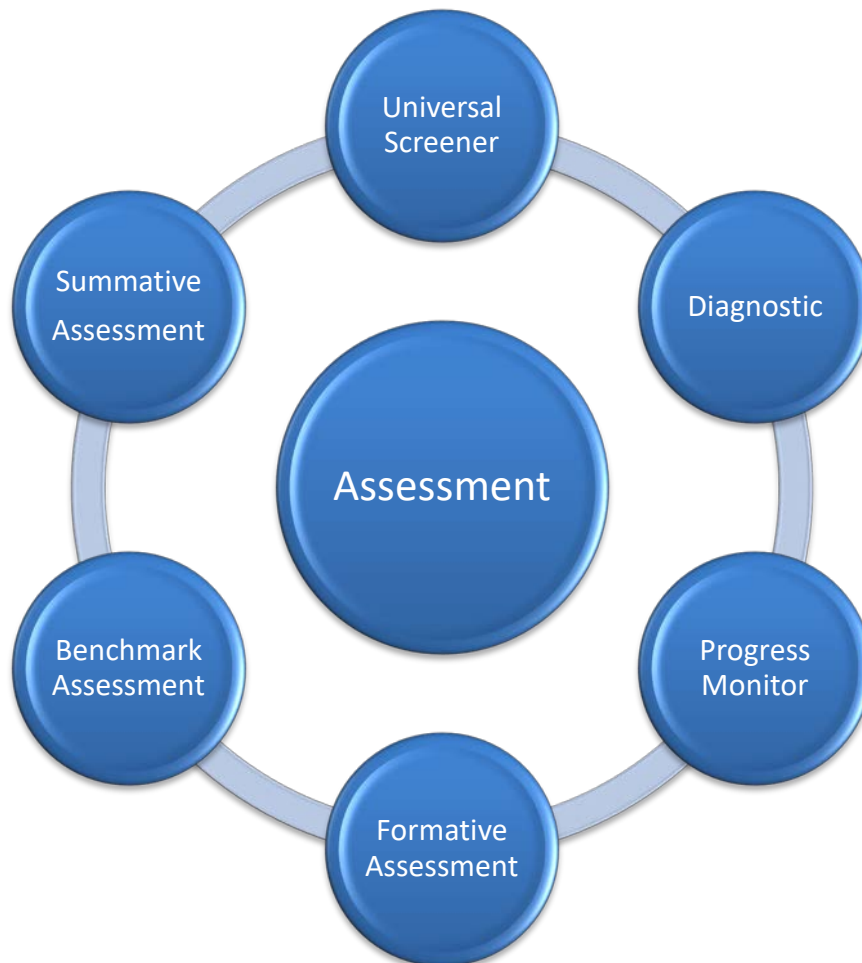 Universal
Screener
Diagnostic
Progress
Monitor
Formative
Assessment
Benchmark
Assessment
Summative
Assessment
Assessment